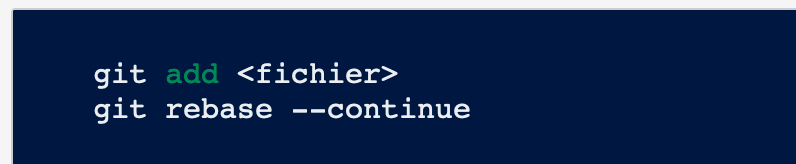 git add <fichier>
git rebase --continue